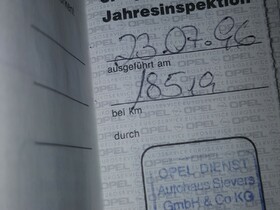 Jahresinspektion
23.07.96
ausgeführt am
18519
bei km
durch
OPEL DIENST
Autohaus Sievers
GmbH & Co KG